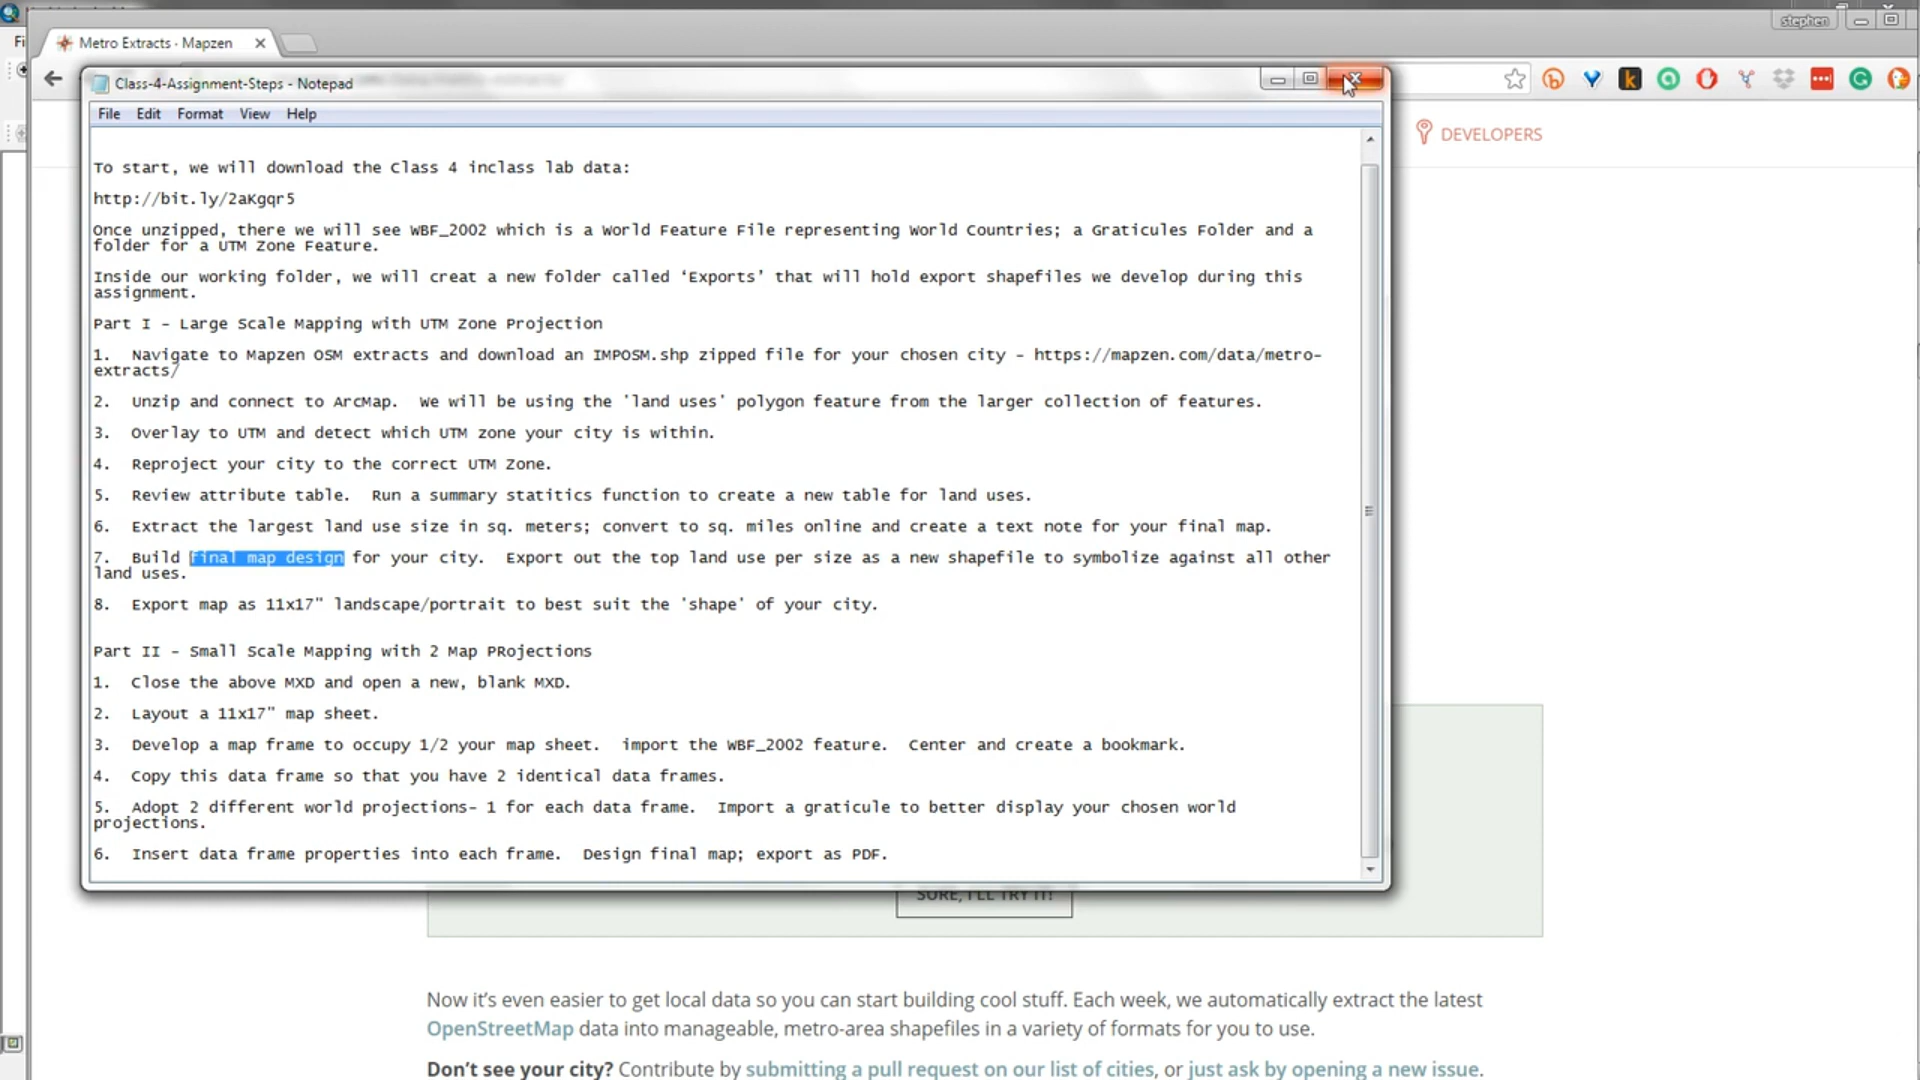 stephen
Fi
Metro Extracts · Mapzen
Class-4-Assignment-Steps - Notepad
File Edit Format View Help
DEVELOPERS
To start, we will download the Class 4 inclass lab data:
http://bit.ly/2aKgqr5
Once unzipped, there we will see WBF_2002 which is a World Feature File representing World Countries; a Graticules Folder and a
folder for a UTM Zone Feature.
Inside our working folder, we will creat a new folder called ‘Exports’ that will hold export shapefiles we develop during this
assignment.
Part I - Large Scale Mapping with UTM Zone Projection
1. Navigate to Mapzen OSM extracts and download an IMPOSM.shp zipped file for your chosen city - https://mapzen.com/data/metro-
extracts/
2. Unzip and connect to ArcMap. We will be using the 'land uses' polygon feature from the larger collection of features.
3. Overlay to UTM and detect which UTM zone your city is within.
4. Reproject your city to the correct UTM Zone.
5. Review attribute table. Run a summary statitics function to create a new table for land uses.
6. Extract the largest land use size in sq. meters; convert to sq. miles online and create a text note for your final map.
7. Build final map design for your city. Export out the top land use per size as a new shapefile to symbolize against all other
land uses.
8. Export map as 11x17" landscape/portrait to best suit the 'shape' of your city.
Part II - Small Scale Mapping with 2 Map PRojections
1. Close the above MXD and open a new, blank MXD.
2. Layout a 11x17" map sheet.
3. Develop a map frame to occupy 1/2 your map sheet. import the WBF_2002 feature. Center and create a bookmark.
4. Copy this data frame so that you have 2 identical data frames.
5. Adopt 2 different world projections- 1 for each data frame. Import a graticule to better display your chosen world
projections.
6. Insert data frame properties into each frame. Design final map; export as PDF.
SURE, I'LL TRY IT!
Now it’s even easier to get local data so you can start building cool stuff. Each week, we automatically extract the latest
OpenStreetMap data into manageable, metro-area shapefiles in a variety of formats for you to use.
Don’t see your city? Contribute by submitting a pull request on our list of cities, or just ask by opening a new issue.